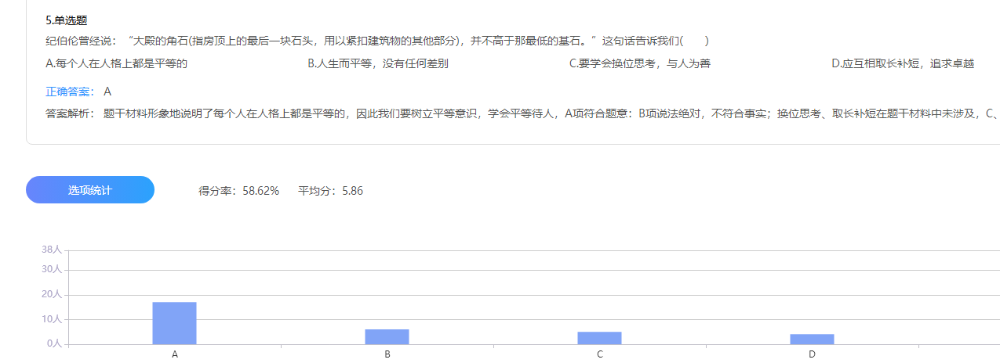 5.单选题
纪伯伦曾经说：“大殿的角石(指房顶上的最后一块石头，用以紧扣建筑物的其他部分)，并不高于那最低的基石。”这句话告诉我们(　　)
A.每个人在人格上都是平等的 B.人生而平等，没有任何差别 C.要学会换位思考，与人为善 D.应互相取长补短，追求卓越
正确答案： A
答案解析： 题干材料形象地说明了每个人在人格上都是平等的，因此我们要树立平等意识，学会平等待人，A项符合题意：B项说法绝对，不符合事实；换位思考、取长补短在题干材料中未涉及，C、
选项统计 得分率：58.62% 平均分：5.86
38人
30人
20人
10人
0人
A B C D